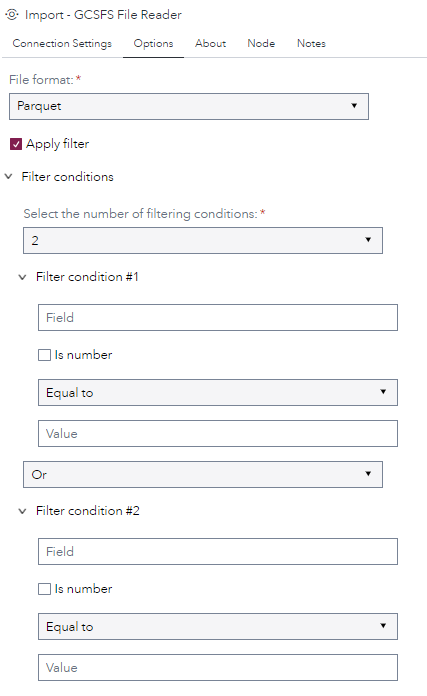 Import - GCSFS File Reader
Connection Settings Options About Node Notes
File format: *
Parquet
Apply filter
Filter conditions
Select the number of filtering conditions: *
2
Filter condition #1
Field
Is number
Equal to
Value
Or
Filter condition #2
Field
Is number
Equal to
Value